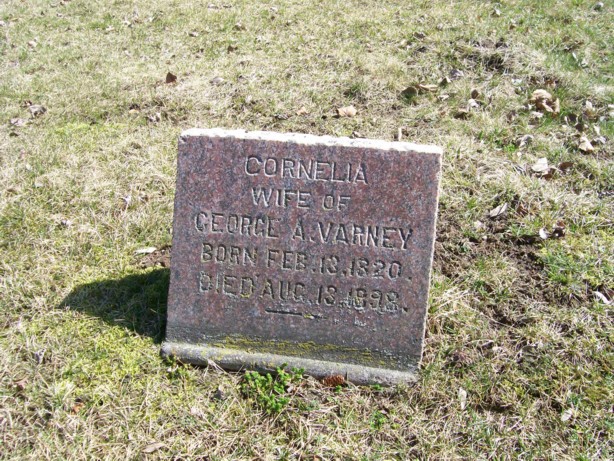 CORNELIA
WIFE OF
GEORGE A. VARNEY
BORN FEB. 13, 1820.
DIED AUG. 13, 1898.